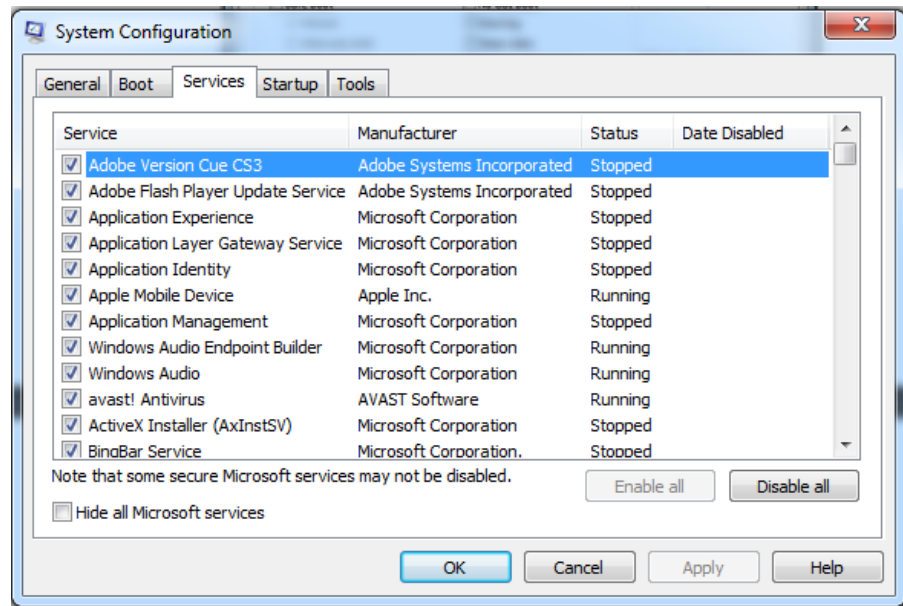 System Configuration
General Boot Services Startup Tools
Service Manufacturer Status Date Disabled
Adobe Version Cue CS3 Adobe Systems Incorporated Stopped
Adobe Flash Player Update Service Adobe Systems Incorporated Stopped
Application Experience Microsoft Corporation Stopped
Application Layer Gateway Service Microsoft Corporation Stopped
Application Identity Microsoft Corporation Stopped
Apple Mobile Device Apple Inc. Running
Application Management Microsoft Corporation Stopped
Windows Audio Endpoint Builder Microsoft Corporation Running
Windows Audio Microsoft Corporation Running
avast! Antivirus AVAST Software Running
ActiveX Installer (AxInstSV) Microsoft Corporation Stopped
BingBar Service Microsoft Corporation. Stopped
Note that some secure Microsoft services may not be disabled.
Enable all Disable all
Hide all Microsoft services
OK Cancel Apply Help